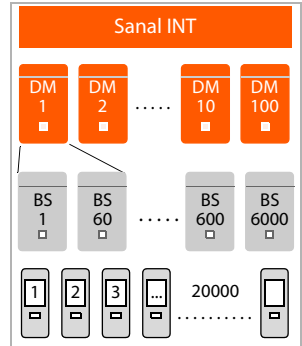 Sanal INT
DM 1
DM 2
.....
DM 10
DM 100
BS 1
BS 60
.....
BS 600
BS 6000
1
2
3
...
20000
..........